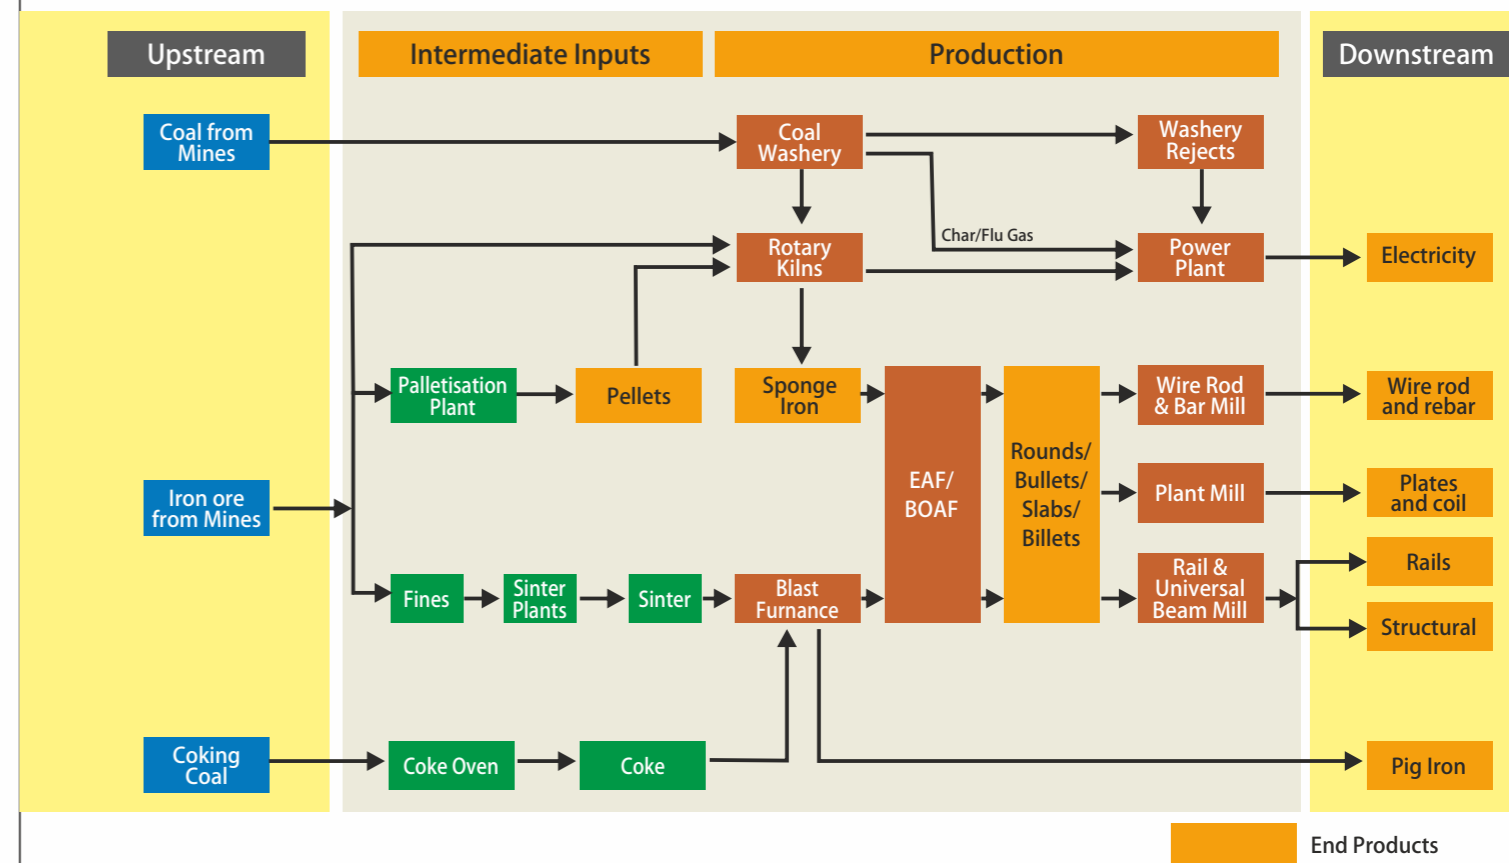 Upstream
Intermediate Inputs
Production
Downstream
Coal from
Mines
Coal
Washery
Washery
Rejects
Char/Flu Gas
Rotary
Kilns
Power
Plant
Electricity
Palletisation
Plant
Pellets
Sponge
Iron
Wire Rod
& Bar Mill
Wire rod
and rebar
Iron ore
from Mines
EAF/
BOAF
Rounds/
Bullets/
Slabs/
Billets
Plant Mill
Plates
and coil
Fines
Sinter
Plants
Sinter
Blast
Furnance
Rail &
Universal
Beam Mill
Rails
Structural
Coking
Coal
Coke Oven
Coke
Pig Iron
End Products